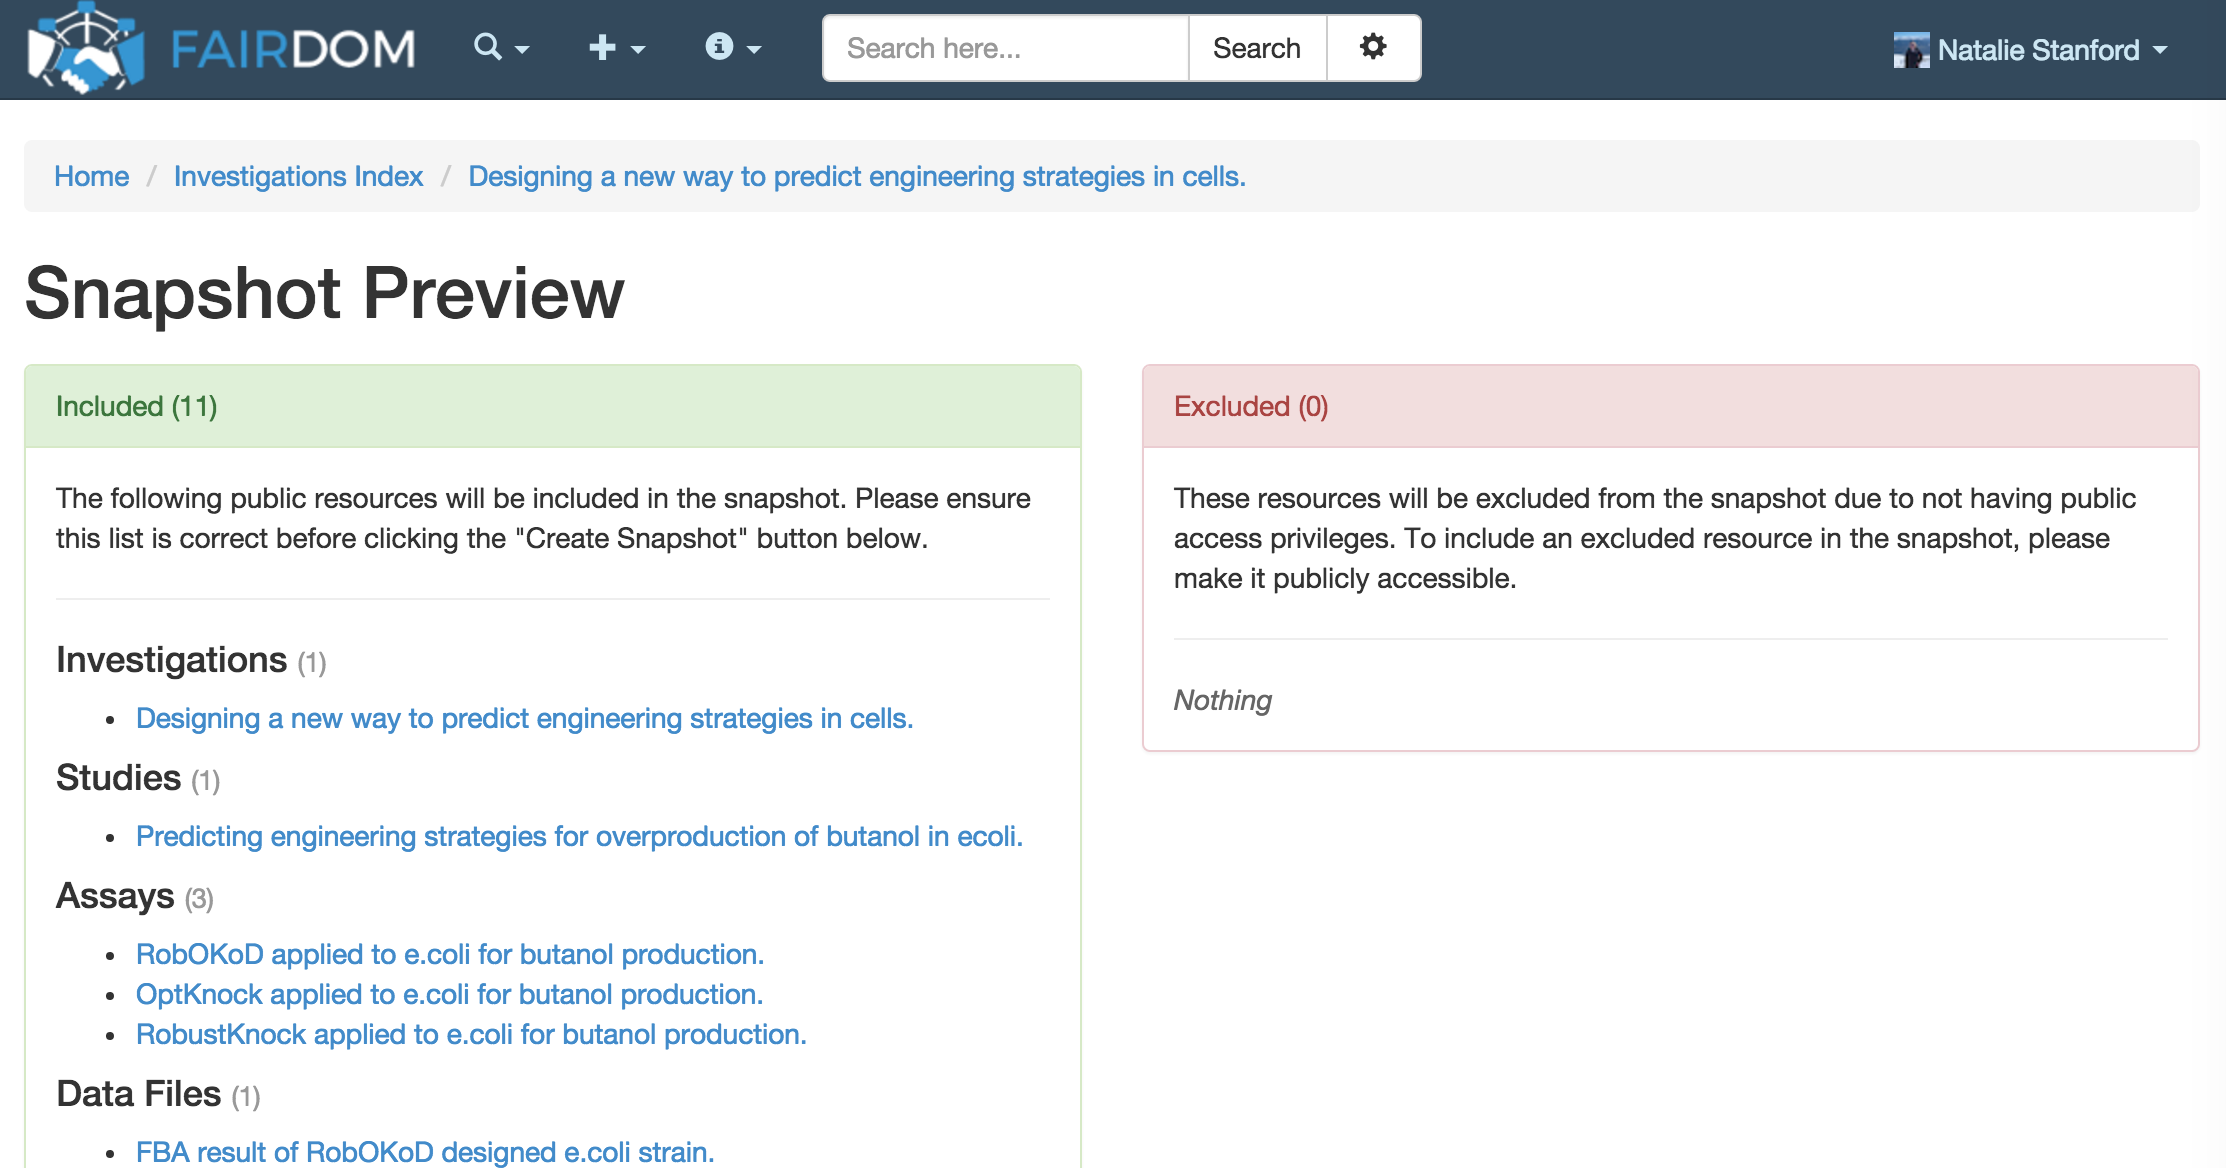 FAIRDOM
Search here...
Search
Natalie Stanford
Home / Investigations Index / Designing a new way to predict engineering strategies in cells.
Snapshot Preview
Included (11)
The following public resources will be included in the snapshot. Please ensure
this list is correct before clicking the "Create Snapshot" button below.
Investigations (1)
• Designing a new way to predict engineering strategies in cells.
Studies (1)
• Predicting engineering strategies for overproduction of butanol in ecoli.
Assays (3)
• RobOKoD applied to e.coli for butanol production.
• OptKnock applied to e.coli for butanol production.
• RobustKnock applied to e.coli for butanol production.
Data Files (1)
• FBA result of RobOKoD designed e.coli strain.
Excluded (0)
These resources will be excluded from the snapshot due to not having public
access privileges. To include an excluded resource in the snapshot, please
make it publicly accessible.
Nothing